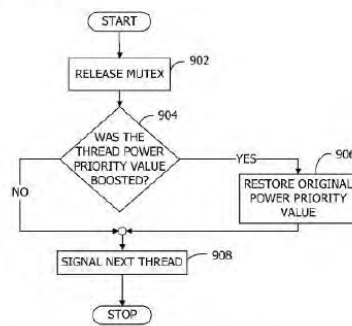 START
RELEASE MUTEX
902
904
WAS THE
THREAD POWER
PRIORITY VALUE
BOOSTED?
NO
YES
906
RESTORE ORIGINAL
POWER PRIORITY
VALUE
SIGNAL NEXT THREAD
908
STOP